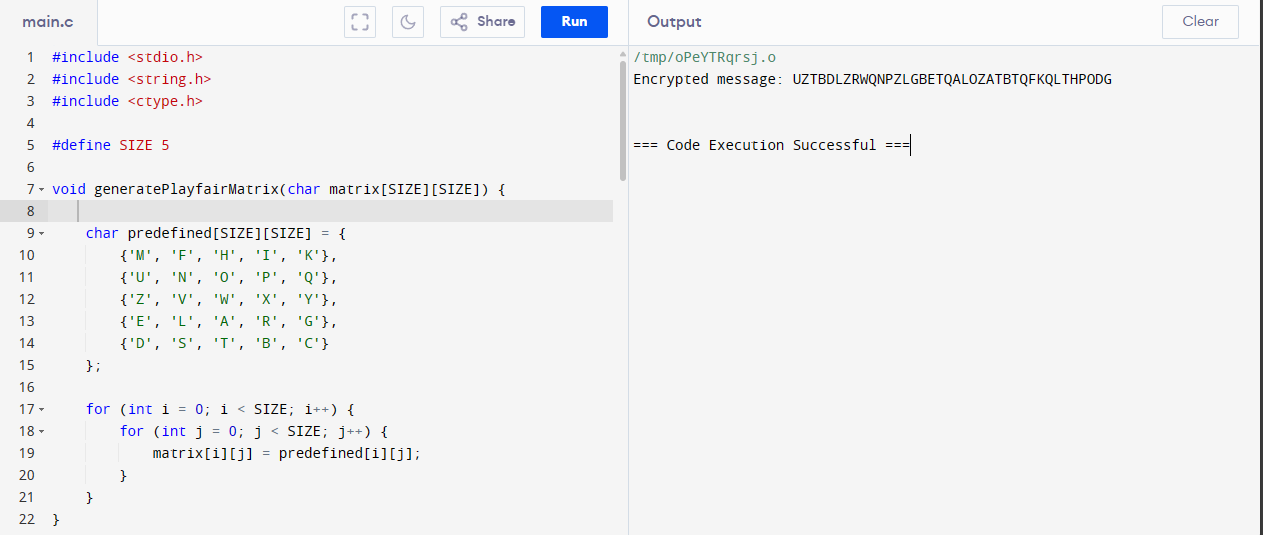 main.c Share Run Output Clear
1 #include <stdio.h>
2 #include <string.h>
3 #include <ctype.h>
4
5 #define SIZE 5
6
7 void generatePlayfairMatrix(char matrix[SIZE][SIZE]) {
8
9 char predefined[SIZE][SIZE] = {
10 {'M', 'F', 'H', 'I', 'K'},
11 {'U', 'N', 'O', 'P', 'Q'},
12 {'Z', 'V', 'W', 'X', 'Y'},
13 {'E', 'L', 'A', 'R', 'G'},
14 {'D', 'S', 'T', 'B', 'C'}
15 };
16
17 for (int i = 0; i < SIZE; i++) {
18 for (int j = 0; j < SIZE; j++) {
19 matrix[i][j] = predefined[i][j];
20 }
21 }
22 }
/tmp/oPeYTRqrsj.o
Encrypted message: UZTBDLZRWQNPZLGBETQALOZATBTQFKQLTHPODG
=== Code Execution Successful ===